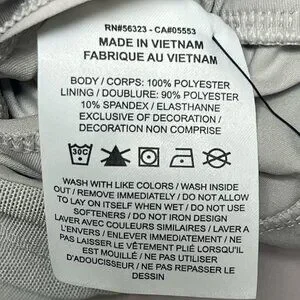 RN#56323 - CA#05553
MADE IN VIETNAM
FABRIQUE AU VIETNAM
BODY / CORPS: 100% POLYESTER
LINING / DOUBLURE: 90% POLYESTER
10% SPANDEX / ELASTHANNE
EXCLUSIVE OF DECORATION /
DECORATION NON COMPRISE
30C
WASH WITH LIKE COLORS / WASH INSIDE
OUT / REMOVE IMMEDIATELY / DO NOT ALLOW
TO LAY ON ITSELF WHEN WET / DO NOT USE
SOFTENERS / DO NOT IRON DESIGN
LAVER AVEC COULEURS SIMILAIRES / LAVER A
L'ENVERS / ENLEVER IMMEDIATEMENT / NE
PAS LAISSER LE VÊTEMENT PLIÉ LORSQU'IL
EST MOUILLÉ / NE PAS UTILISER
D'ADOUCISSEUR / NE PAS REPASSER LE
DESSIN